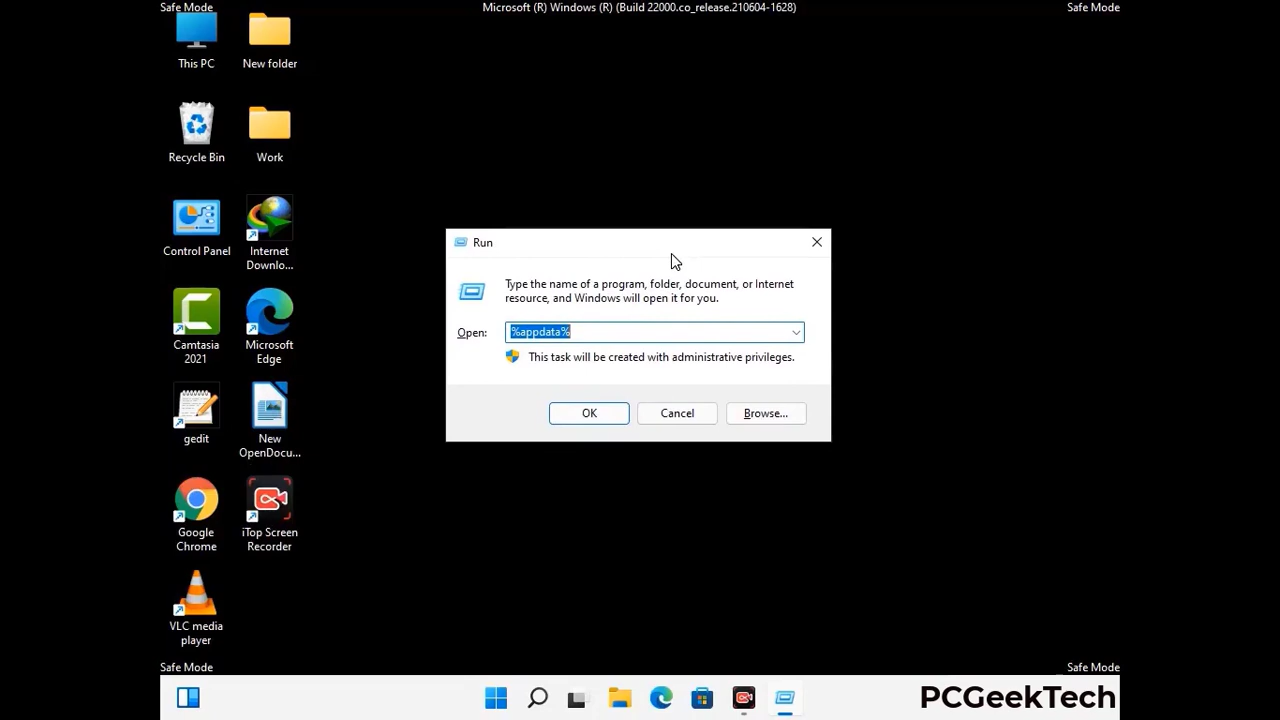 Safe Mode
Microsoft (R) Windows (R) (Build 22000.co_release.210604-1628)
Safe Mode
This PC
New folder
Recycle Bin
Work
Control Panel
Internet
Downlo...
Camtasia
2021
Microsoft
Edge
gedit
New
OpenDocu...
Google
Chrome
iTop Screen
Recorder
VLC media
player
Run
Type the name of a program, folder, document, or Internet
resource, and Windows will open it for you.
Open:
%appdata%
This task will be created with administrative privileges.
OK
Cancel
Browse...
Safe Mode
Safe Mode
PCGeekTech